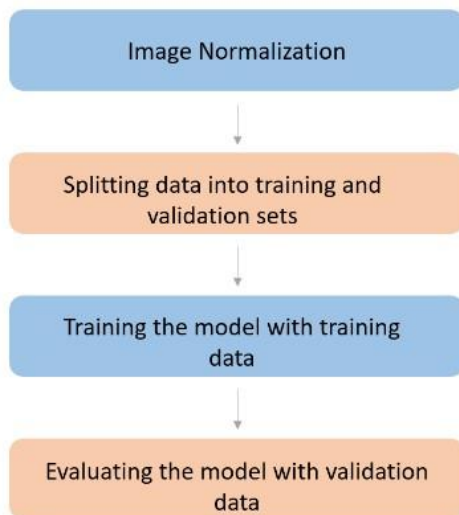 Image Normalization
Splitting data into training and
validation sets
Training the model with training
data
Evaluating the model with validation
data